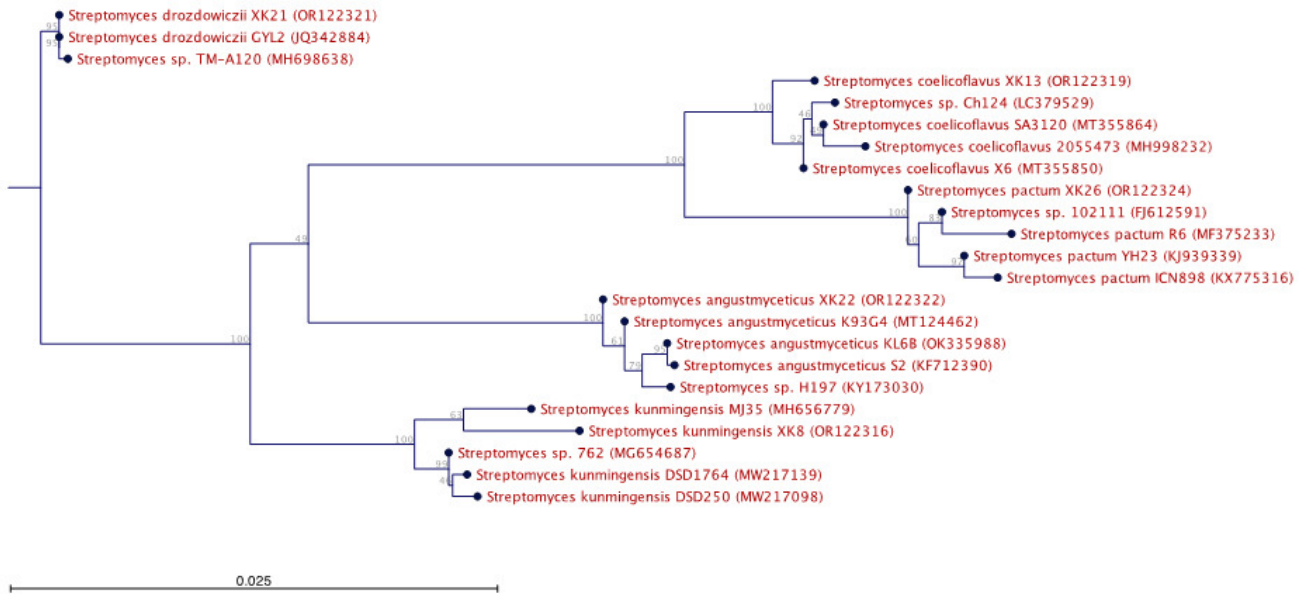 Streptomyces drozdowiczii XK21 (OR122321)
95
Streptomyces drozdowiczii GYL2 (JQ342884)
95
Streptomyces sp. TM-A120 (MH698638)
Streptomyces coelicoflavus XK13 (OR122319)
100
Streptomyces sp. Ch124 (LC379529)
46
Streptomyces coelicoflavus SA3120 (MT355864)
92
Streptomyces coelicoflavus 2055473 (MH998232)
100
Streptomyces coelicoflavus X6 (MT355850)
Streptomyces pactum XK26 (OR122324)
100
Streptomyces sp. 102111 (FJ612591)
Streptomyces pactum R6 (MF375233)
49
60
Streptomyces pactum YH23 (KJ939339)
97
Streptomyces pactum ICN898 (KX775316)
Streptomyces angustmyceticus XK22 (OR122322)
100
Streptomyces angustmyceticus K93G4 (MT124462)
100
61
Streptomyces angustmyceticus KL6B (OK335988)
95
Streptomyces angustmyceticus S2 (KF712390)
79
Streptomyces sp. H197 (KY173030)
Streptomyces kunmingensis MJ35 (MH656779)
63
Streptomyces kunmingensis XK8 (OR122316)
100
Streptomyces sp. 762 (MG654687)
99
Streptomyces kunmingensis DSD1764 (MW217139)
Streptomyces kunmingensis DSD250 (MW217098)
0.025